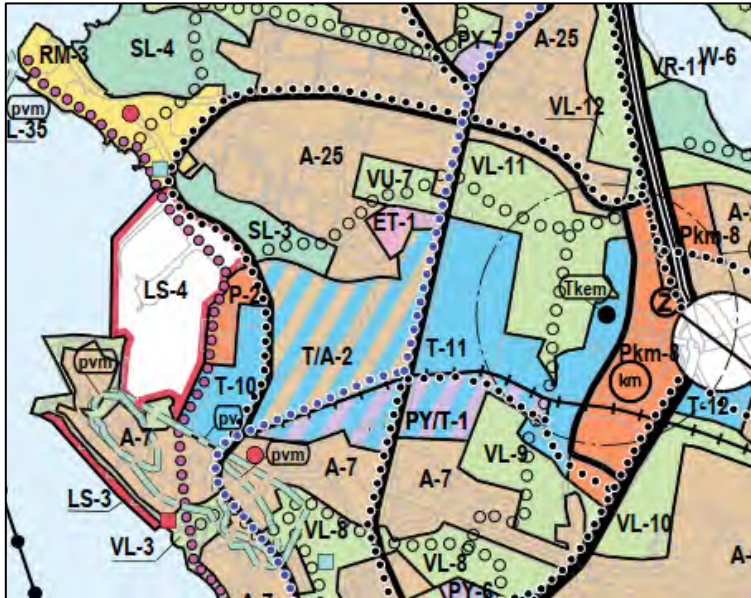 RM-3
SL-4
PY-7
A-25
W-6
VR-11
pvm
L-35
VL-12
A-25
VL-11
VU-7
ET-1
SL-3
Pkm-8
LS-4
P-2
Tkem
Z
T/A-2
T-11
Pkm-8
pvm
km
T-10
T-12
pv
PY/T-1
A-7
pvm
VL-9
A-7
A-7
LS-3
VL-10
VL-3
VL-8
VL-8
A-7
PY-6